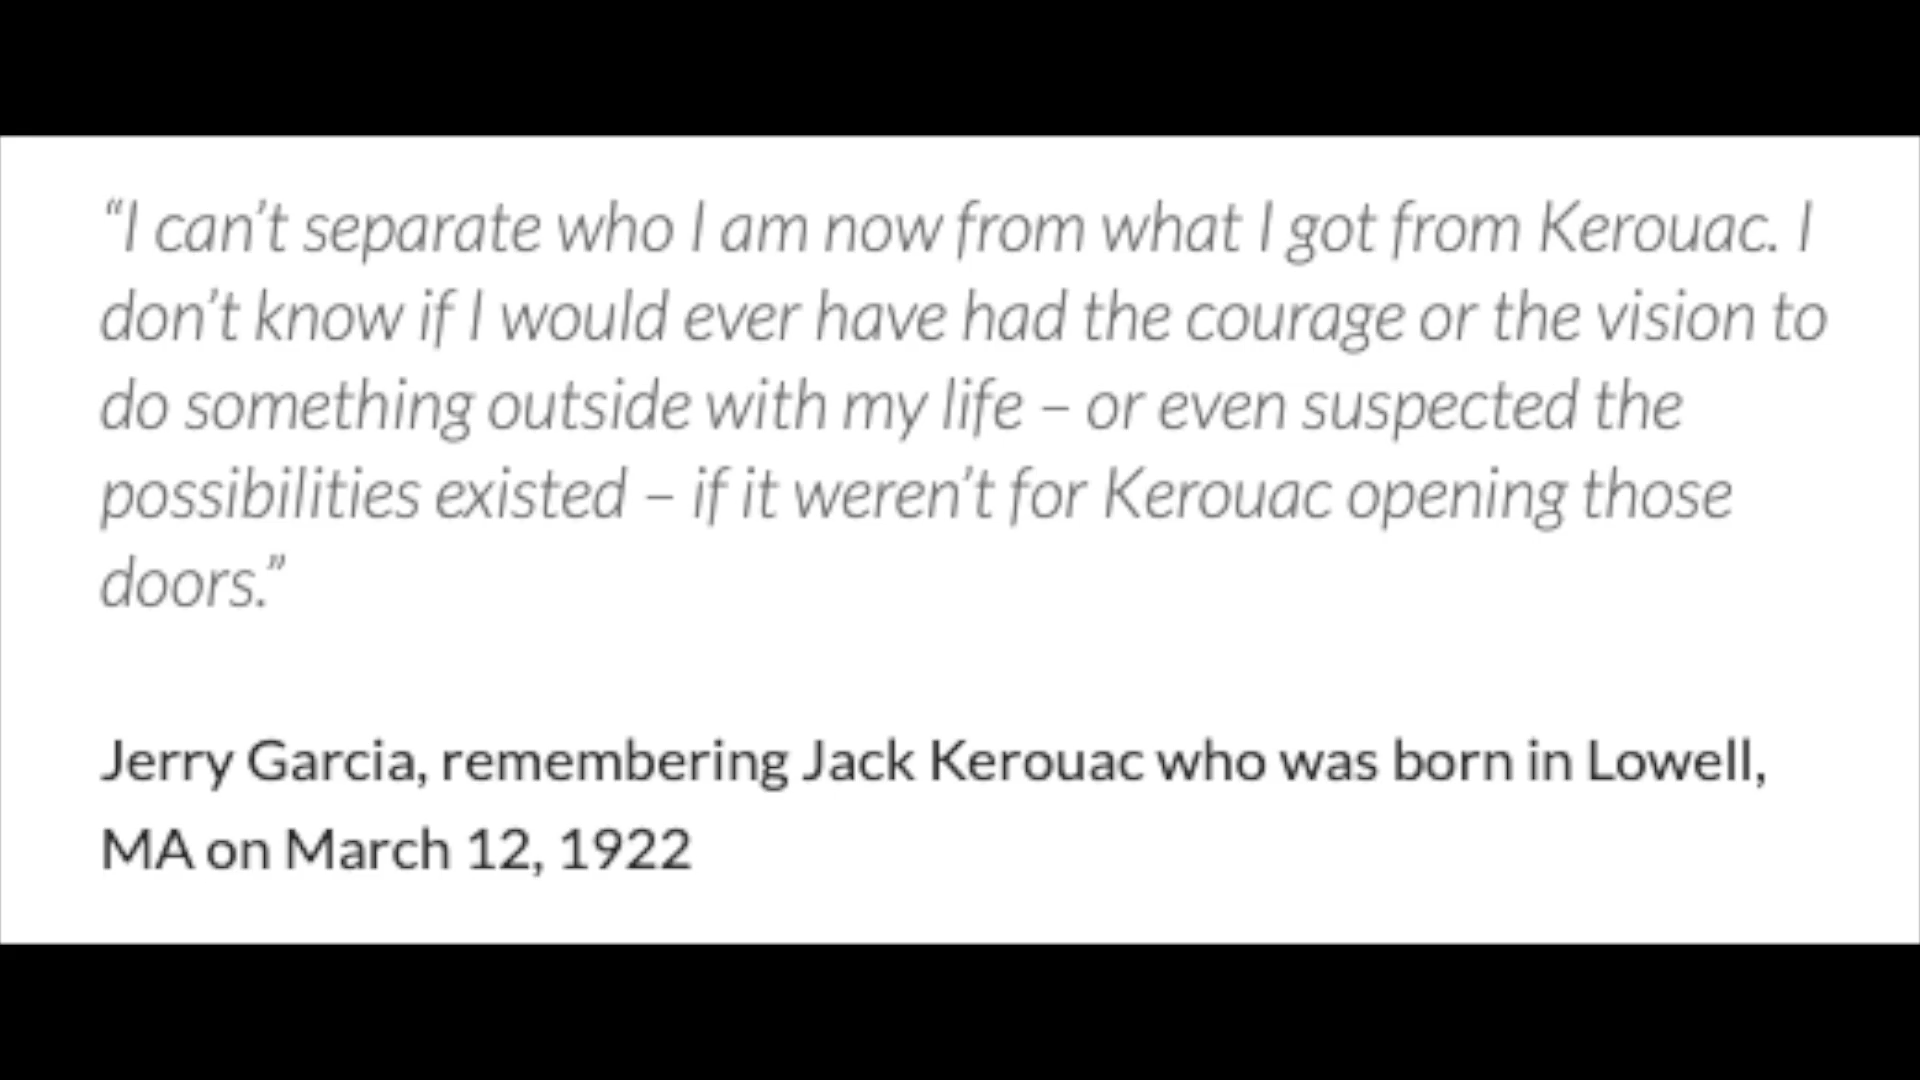 “I can’t separate who I am now from what I got from Kerouac. I
don’t know if I would ever have had the courage or the vision to
do something outside with my life – or even suspected the
possibilities existed – if it weren’t for Kerouac opening those
doors.”
Jerry Garcia, remembering Jack Kerouac who was born in Lowell,
MA on March 12, 1922